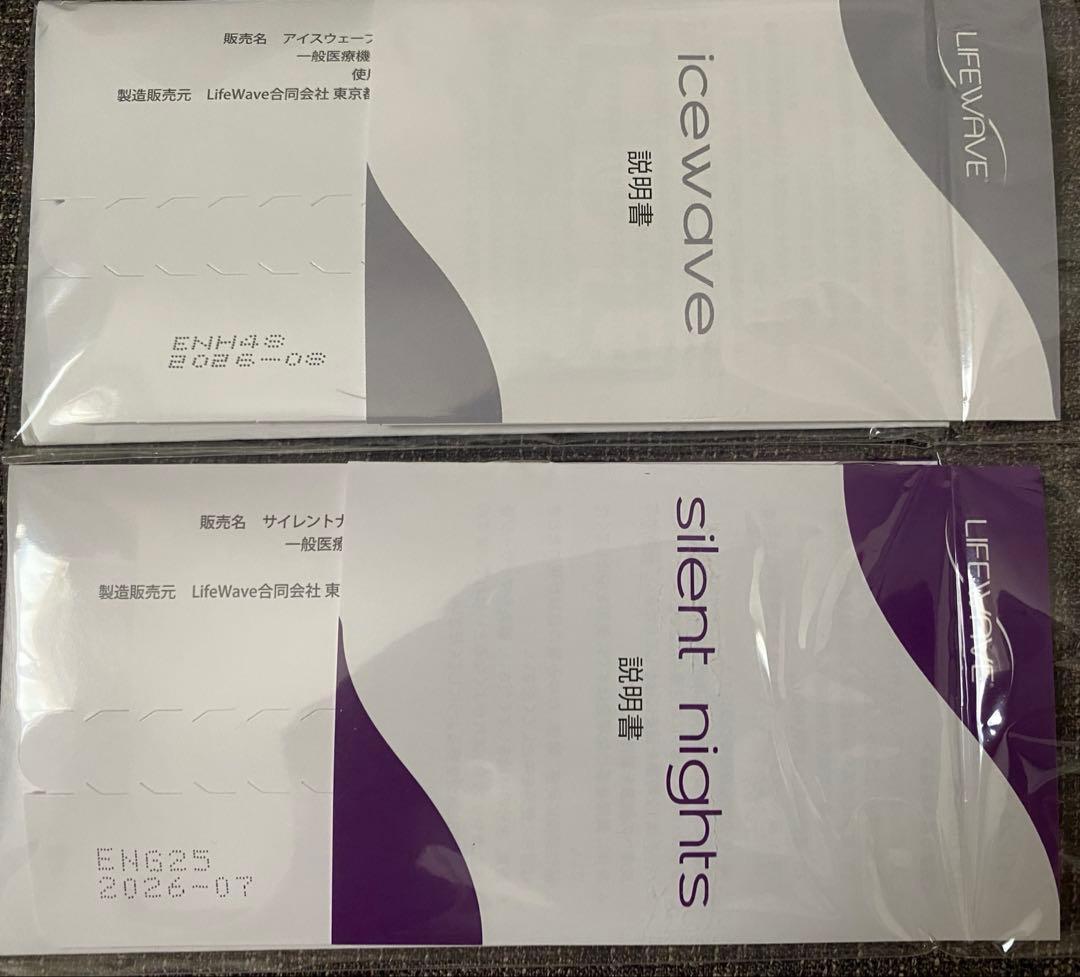 販売名 アイスウェーブ
一般医療機
使用
製造販売元 LifeWave合同会社 東京都
ENH48
2026-08
icewave
説明書
LIFEWAVE
販売名 サイレントナ
一般医療
製造販売元 LifeWave合同会社 東
ENG25
2026-07
silent nights
説明書
LIFEWAVE